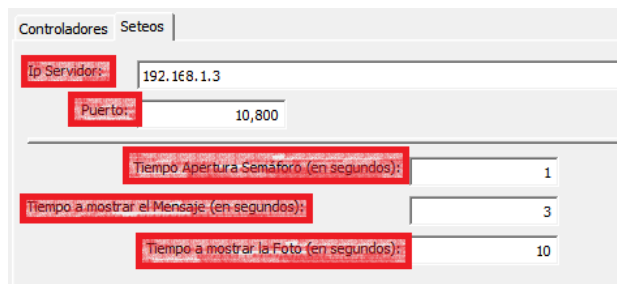 Controladores Seteos
Ip Servidor: 192.168.1.3
Puerto: 10,800
Tiempo Apertura Semáforo (en segundos): 1
Tiempo a mostrar el Mensaje (en segundos): 3
Tiempo a mostrar la Foto (en segundos): 10